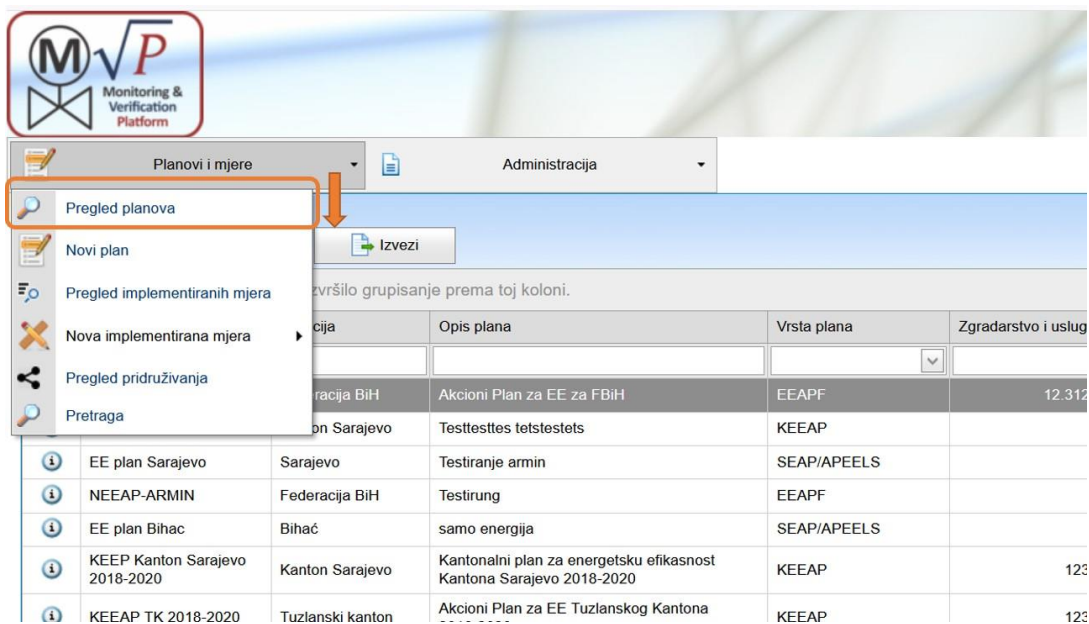 M√P
Monitoring &
Verification
Platform
Planovi i mjere
Administracija
Pregled planova
Novi plan
Pregled implementiranih mjera
Nova implementirana mjera
Pregled pridruživanja
Pretraga
Izvezi
zvršilo grupisanje prema toj koloni.
cija Opis plana Vrsta plana Zgradarstvo i uslug
racija BiH Akcioni Plan za EE za FBiH EEAPF 12.312
on Sarajevo Testtesttes tetstestets KEEAP
EE plan Sarajevo Sarajevo Testiranje armin SEAP/APEELS
NEEAP-ARMIN Federacija BiH Testirung EEAPF
EE plan Bihac Bihać samo energija SEAP/APEELS
KEEP Kanton Sarajevo
2018-2020
Kanton Sarajevo
Kantonalni plan za energetsku efikasnost
Kantona Sarajevo 2018-2020
KEEAP 123
KEEAP TK 2018-2020 Tuzlanski kanton
Akcioni Plan za EE Tuzlanskog Kantona
KEEAP 123